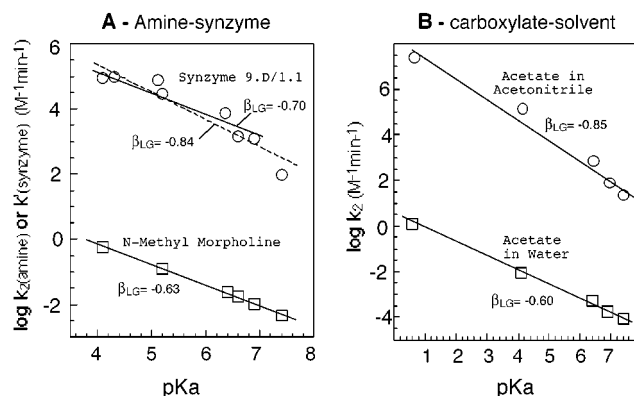 A - Amine-synzyme
log k2(amine) or k'(synzyme) (M-1min-1)
6
4
2
0
-2
Synzyme 9.D/1.1
βLG= -0.70
βLG= -0.84
N-Methyl Morpholine
βLG= -0.63
4 5 6 7 8
pKa
B - carboxylate-solvent
log k2 (M-1min-1)
6
4
2
0
-2
-4
Acetate in
Acetonitrile
βLG= -0.85
Acetate
in Water
βLG= -0.60
1 2 3 4 5 6 7
pKa